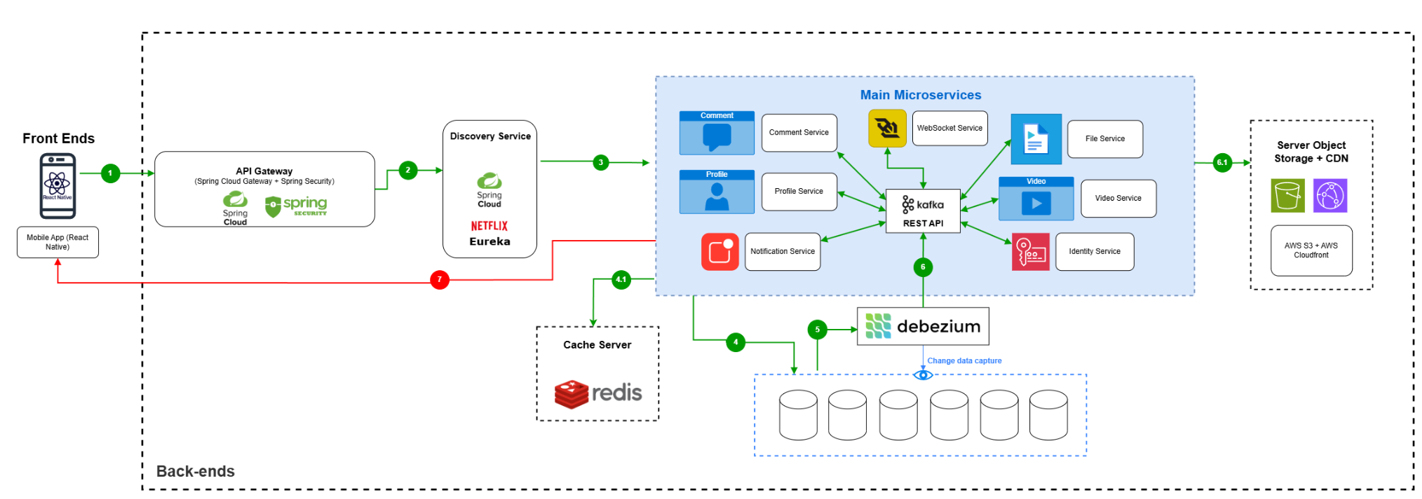 Front Ends
React Native
Mobile App (React
Native)
1
API Gateway
(Spring Cloud Gateway + Spring Security)
Spring
Cloud
spring
SECURITY
2
Discovery Service
Spring
Cloud
NETFLIX
Eureka
3
7
4.1
Cache Server
redis
Main Microservices
Comment
Comment Service
WebSocket Service
File Service
Profile
Profile Service
kafka
REST API
Video
Video Service
Notification Service
Identity Service
6
4
5
debezium
Change data capture
6.1
Server Object
Storage + CDN
AWS S3 + AWS
Cloudfront
Back-ends